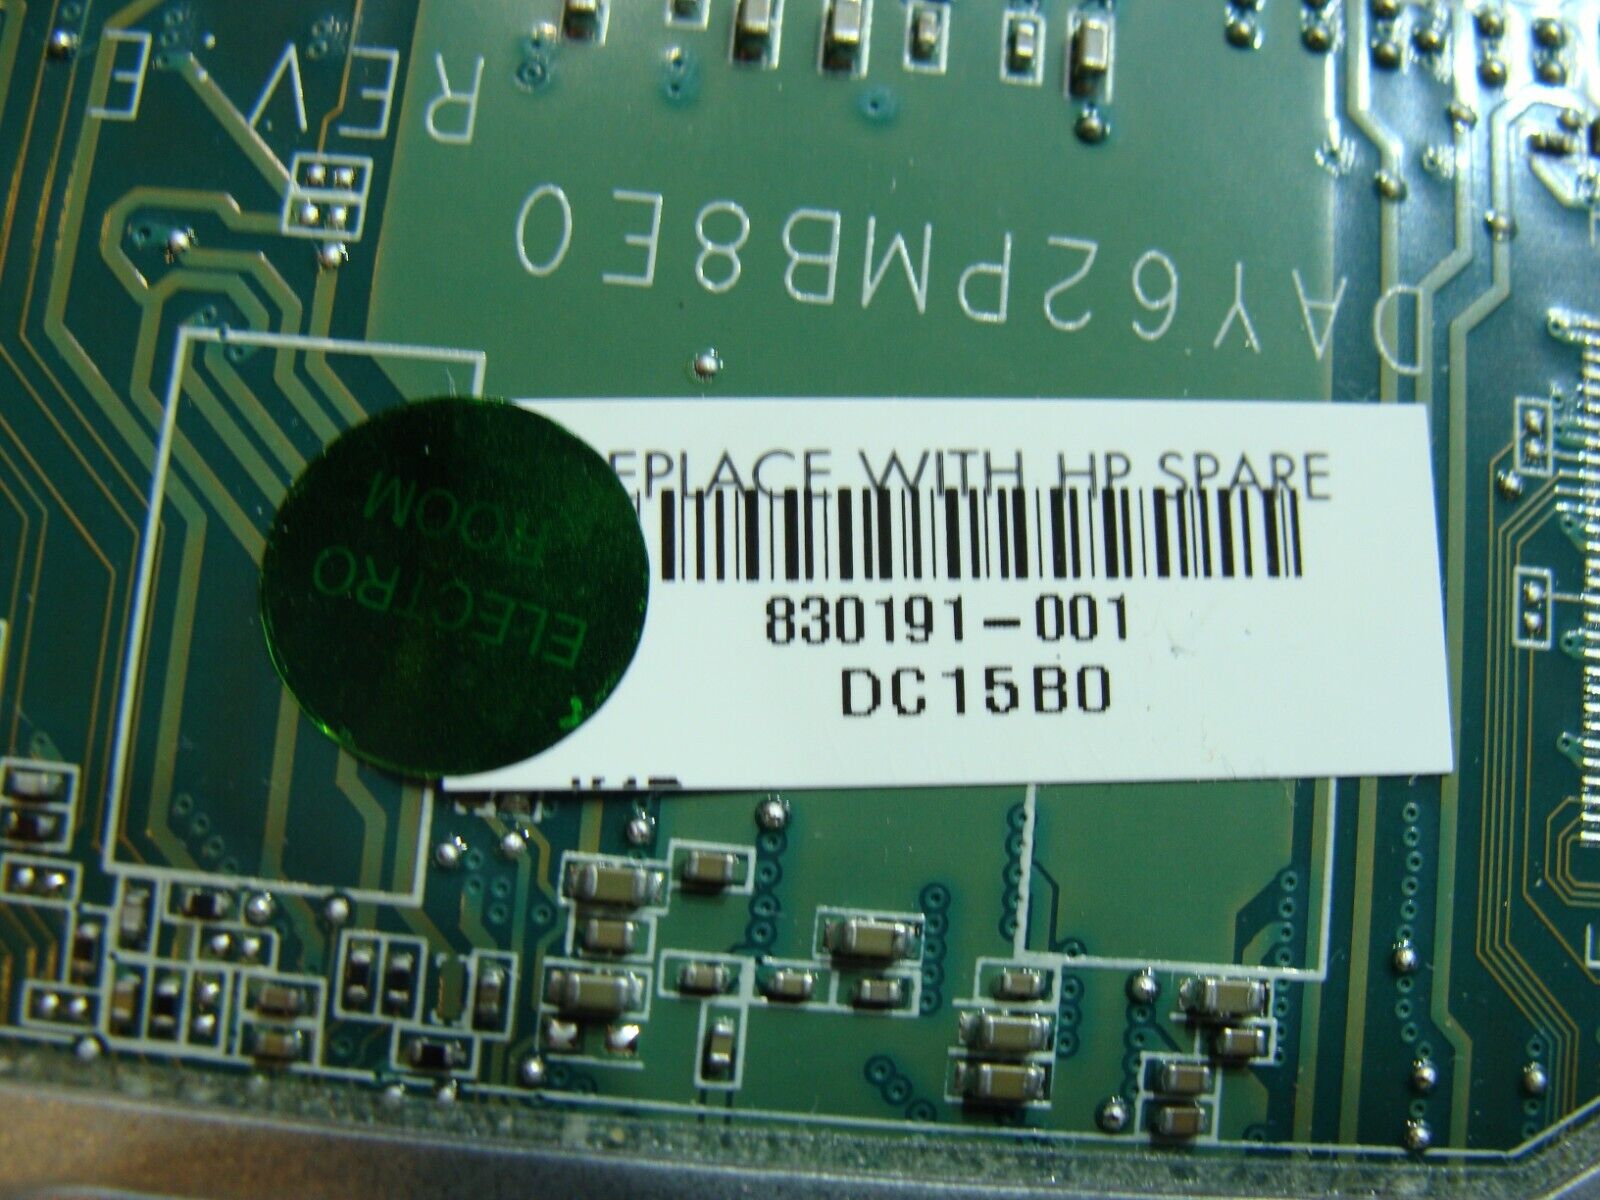 REV E
DAY62PMB8E0
EPLACE WITH HP SPARE
830191-001
DC15B0
ELECTRO
ROOM